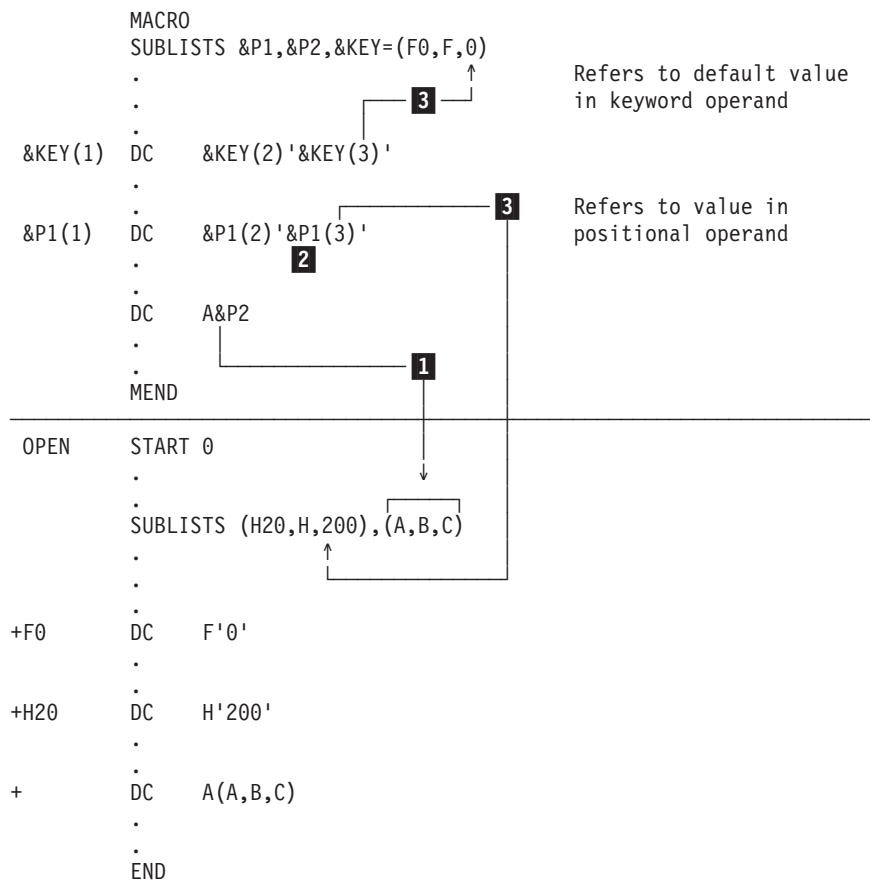 MACRO
SUBLISTS &P1,&P2,&KEY=(F0,F,0)
. Refers to default value
. 3 in keyword operand
.
&KEY(1) DC &KEY(2)'&KEY(3)'
.
. 3 Refers to value in
&P1(1) DC &P1(2)'&P1(3)' positional operand
. 2
.
DC A&P2
.
. 1
MEND
OPEN START 0
.
.
SUBLISTS (H20,H,200),(A,B,C)
.
.
.
+F0 DC F'0'
.
.
+H20 DC H'200'
.
.
+ DC A(A,B,C)
.
.
END